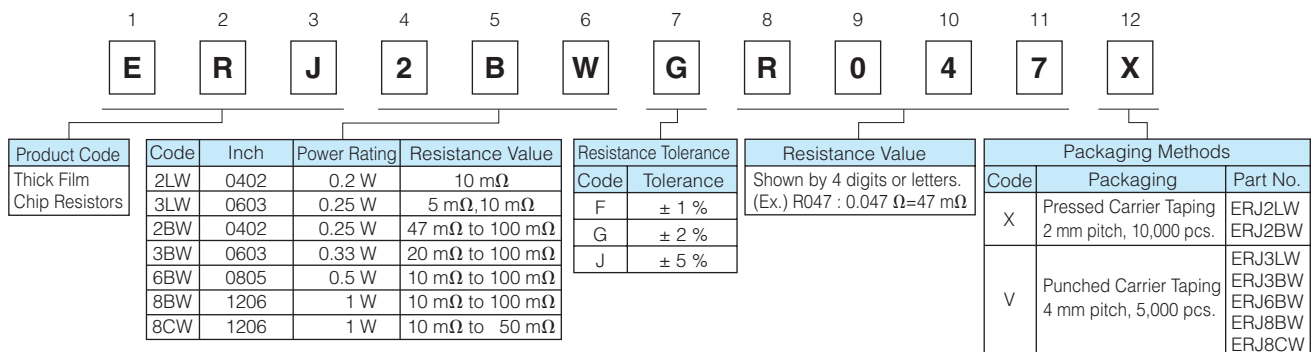 1 2 3 4 5 6 7 8 9 10 11 12
E R J 2 B W G R 0 4 7 X
Product Code
Thick Film
Chip Resistors
Code Inch Power Rating Resistance Value
2LW 0402 0.2 W 10 mΩ
3LW 0603 0.25 W 5 mΩ,10 mΩ
2BW 0402 0.25 W 47 mΩ to 100 mΩ
3BW 0603 0.33 W 20 mΩ to 100 mΩ
6BW 0805 0.5 W 10 mΩ to 100 mΩ
8BW 1206 1 W 10 mΩ to 100 mΩ
8CW 1206 1 W 10 mΩ to 50 mΩ
Resistance Tolerance
Code Tolerance
F ± 1 %
G ± 2 %
J ± 5 %
Resistance Value
Shown by 4 digits or letters.
(Ex.) R047 : 0.047 Ω=47 mΩ
Packaging Methods
Code Packaging Part No.
X
Pressed Carrier Taping
2 mm pitch, 10,000 pcs.
ERJ2LW
ERJ2BW
V
Punched Carrier Taping
4 mm pitch, 5,000 pcs.
ERJ3LW
ERJ3BW
ERJ6BW
ERJ8BW
ERJ8CW